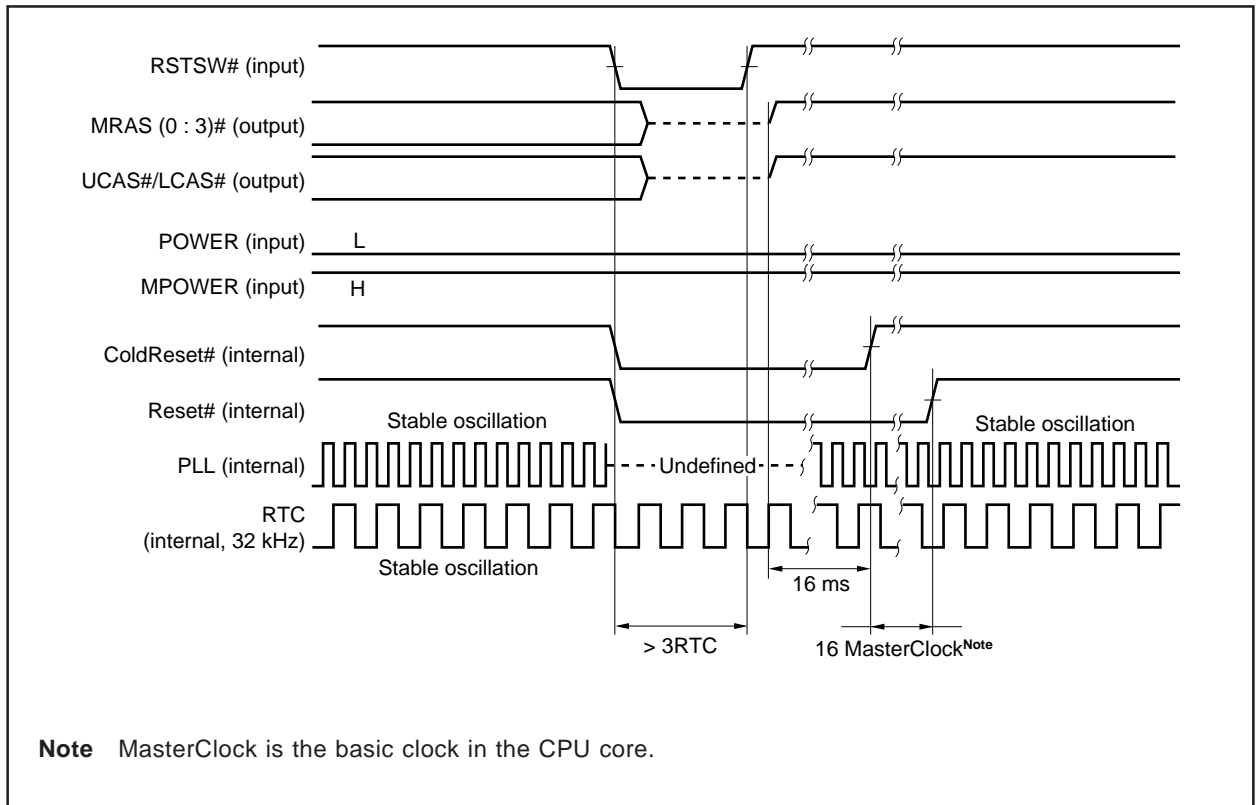 RSTSW# (input)
MRAS (0 : 3)# (output)
UCAS#/LCAS# (output)
POWER (input)
L
MPOWER (input)
H
ColdReset# (internal)
Reset# (internal)
Stable oscillation
Stable oscillation
PLL (internal)
Undefined
RTC
(internal, 32 kHz)
Stable oscillation
16 ms
> 3RTC
16 MasterClockNote
Note MasterClock is the basic clock in the CPU core.